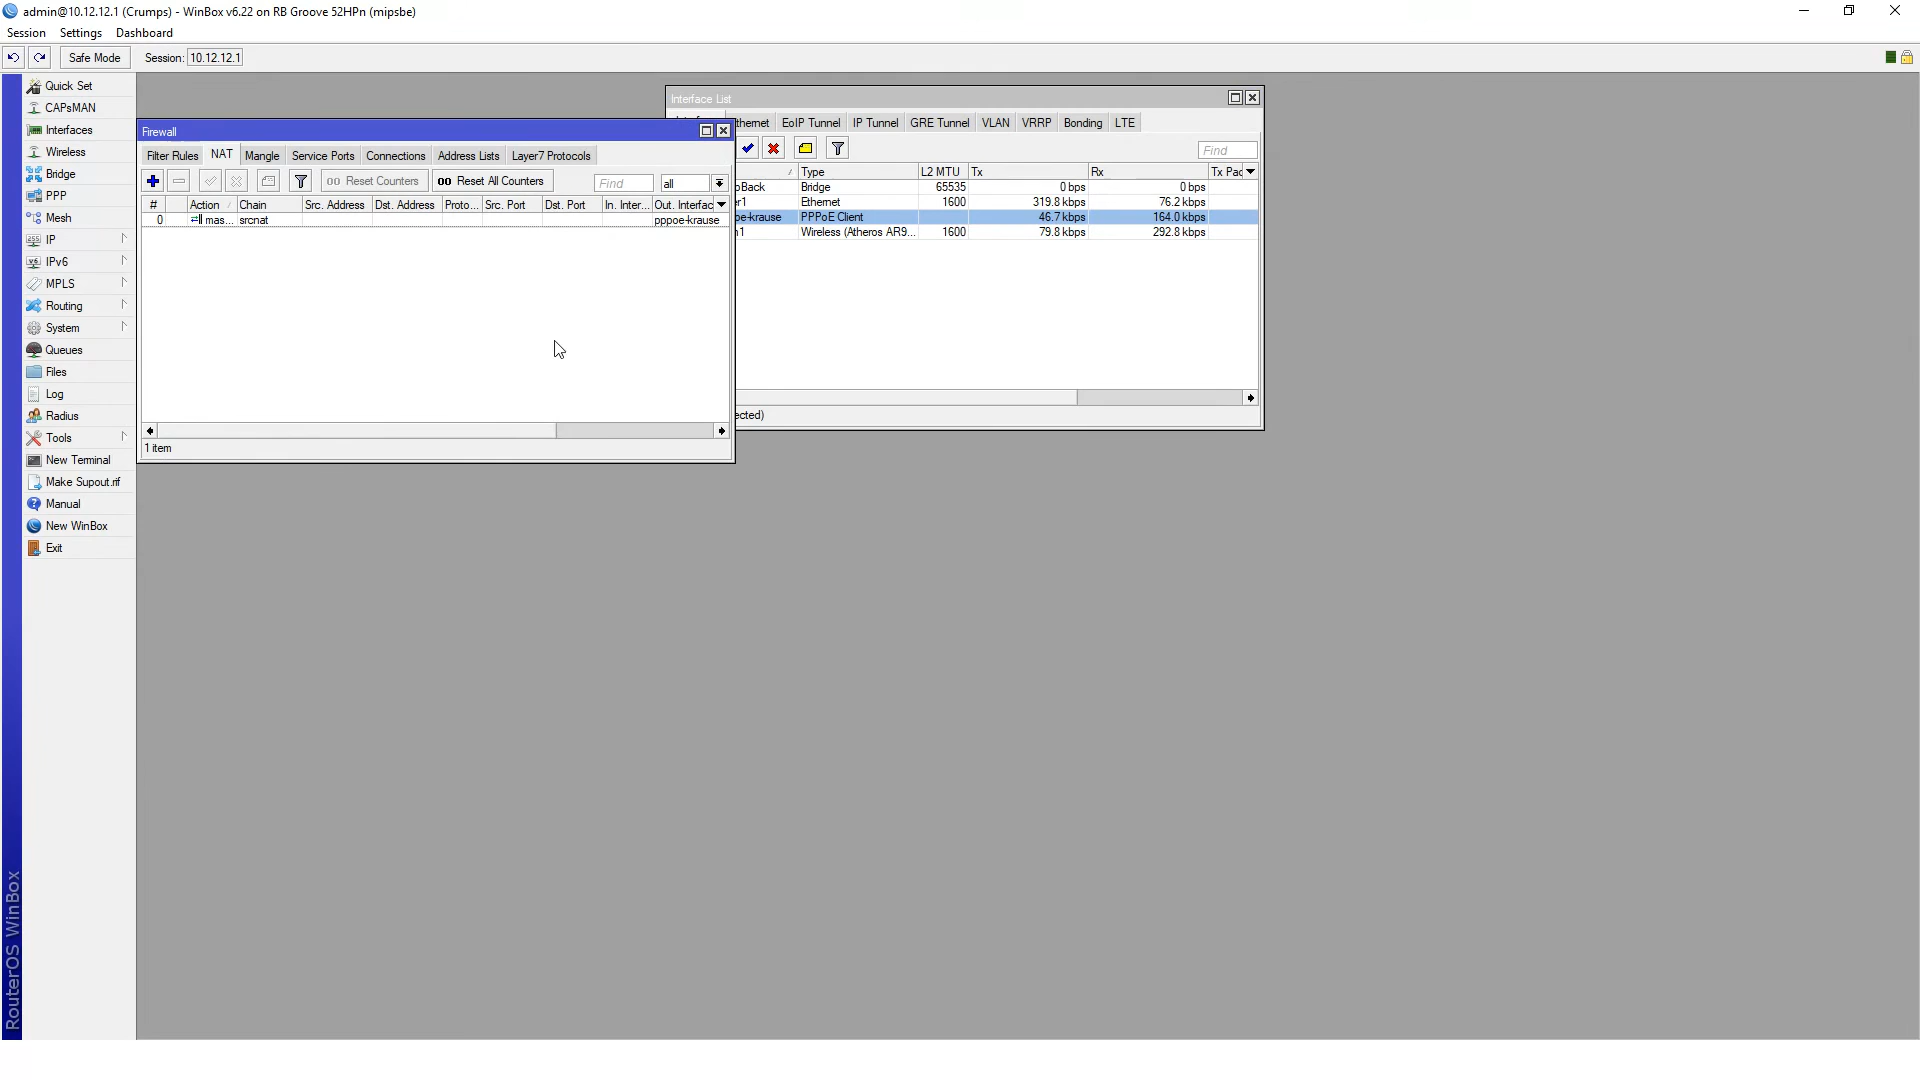 admin@10.12.12.1 (Crumps) - WinBox v6.22 on RB Groove 52HPn (mipsbe)
Session Settings Dashboard
Safe Mode Session: 10.12.12.1
Quick Set
CAPsMAN
Interfaces
Wireless
Bridge
PPP
Mesh
IP
IPv6
MPLS
Routing
System
Queues
Files
Log
Radius
Tools
New Terminal
Make Supout.rif
Manual
New WinBox
Exit
RouterOS WinBox
Firewall
Filter Rules NAT Mangle Service Ports Connections Address Lists Layer7 Protocols
00 Reset Counters 00 Reset All Counters Find all
# Action Chain Src. Address Dst. Address Proto... Src. Port Dst. Port In. Inter... Out. Interfac
0 mas... srcnat pppoe-krause
1 item
Interface List
thernet EoIP Tunnel IP Tunnel GRE Tunnel VLAN VRRP Bonding LTE
Find
Type L2 MTU Tx Rx Tx Pac
oBack Bridge 65535 0 bps 0 bps
er1 Ethernet 1600 319.8 kbps 76.2 kbps
oe-krause PPPoE Client 46.7 kbps 164.0 kbps
1 Wireless (Atheros AR9... 1600 79.8 kbps 292.8 kbps
ected)